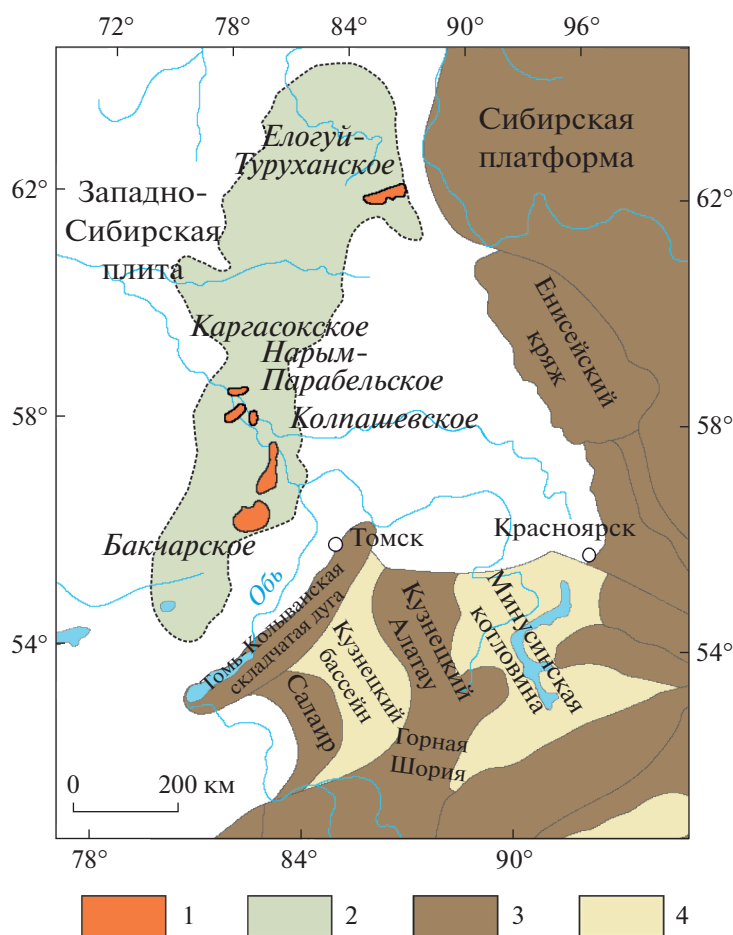 72° 78° 84° 90° 96°
Елогуй-
Туруханское
Сибирская
платформа
62°
62°
Западно-
Сибирская
плита
Енисейский
кряж
Каргасокское
Нарым-
Парабельское
58°
Колпашевское
58°
Бакчарское
Томск
Красноярск
Обь
Томь-Колыванская
складчатая дуга
Кузнецкий
бассейн
Кузнецкий
Алатау
Минусинская
котловина
54°
54°
Салаир
Горная
Шория
0 200 км
78° 84° 90°
1 2 3 4